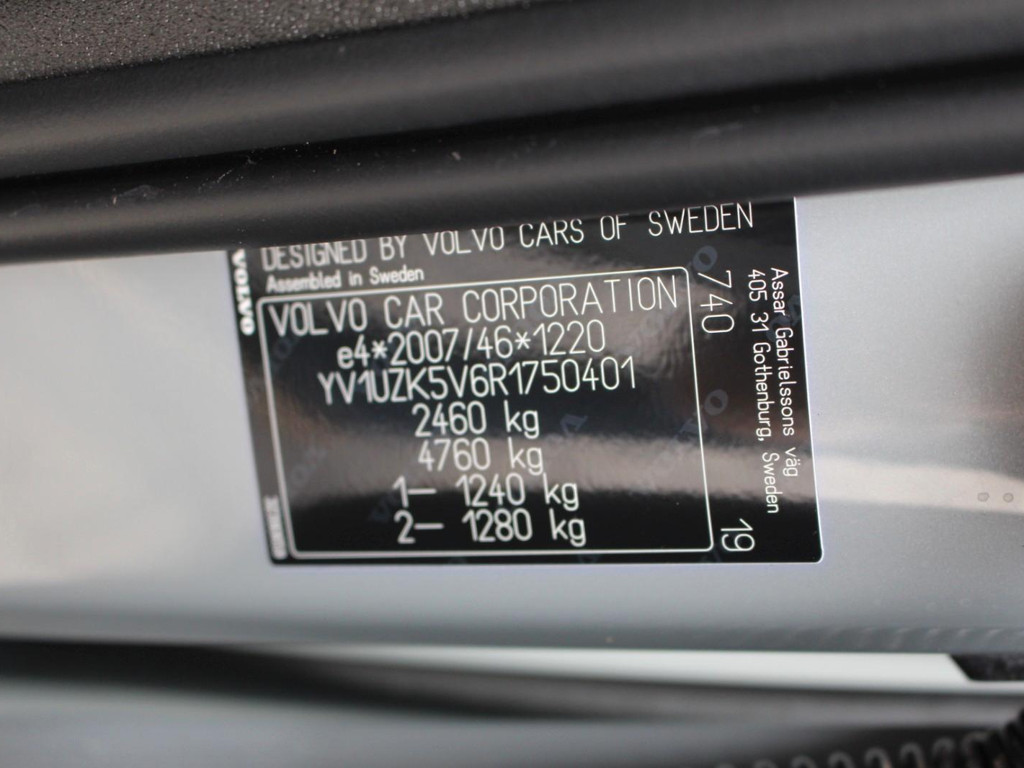 DESIGNED BY VOLVO CARS OF SWEDEN
Assembled in Sweden
VOLVO
VOLVO CAR CORPORATION
e4*2007/46*1220
YV1UZK5V6R1750401
2460 kg
4760 kg
1– 1240 kg
2– 1280 kg
740
19
Assar Gabrielssons väg
405 31 Gothenburg, Sweden